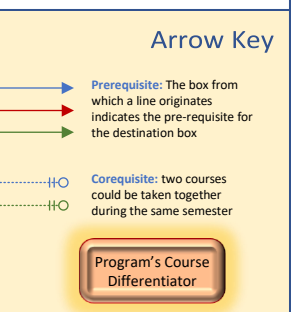 Arrow Key
Prerequisite: The box from
which a line originates
indicates the pre-requisite for
the destination box
Corequisite: two courses
could be taken together
during the same semester
Program's Course
Differentiator